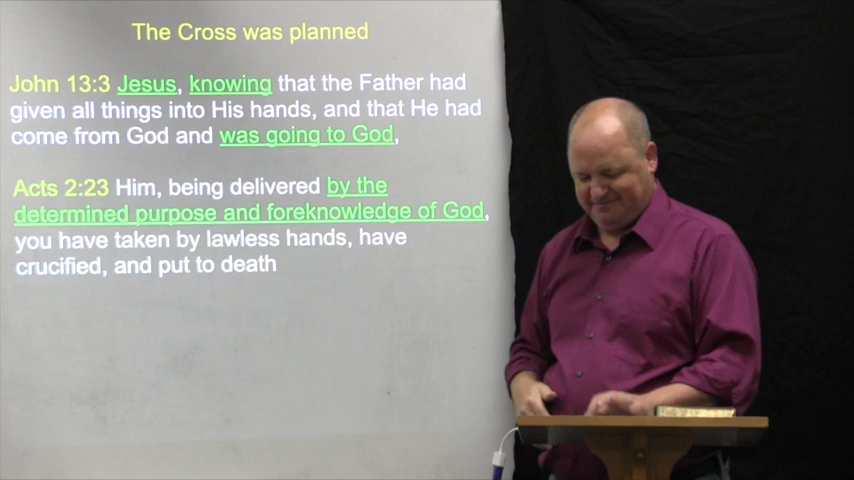 The Cross was planned
John 13:3 Jesus, knowing that the Father had
given all things into His hands, and that He had
come from God and was going to God,
Acts 2:23 Him, being delivered by the
determined purpose and foreknowledge of God,
you have taken by lawless hands, have
crucified, and put to death